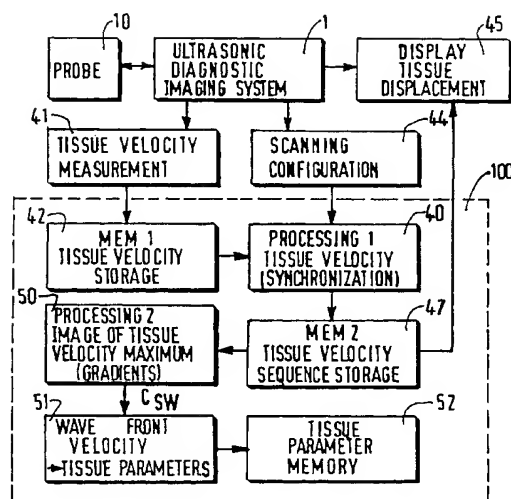 10
PROBE
1
ULTRASONIC
DIAGNOSTIC
IMAGING SYSTEM
45
DISPLAY
TISSUE
DISPLACEMENT
41
TISSUE VELOCITY
MEASUREMENT
44
SCANNING
CONFIGURATION
100
42
MEM 1
TISSUE VELOCITY
STORAGE
40
PROCESSING 1
TISSUE VELOCITY
(SYNCHRONIZATION)
50
PROCESSING 2
IMAGE OF TISSUE
VELOCITY MAXIMUM
(GRADIENTS)
47
MEM 2
TISSUE VELOCITY
SEQUENCE STORAGE
CSW
51
WAVE FRONT
VELOCITY
→TISSUE PARAMETERS
52
TISSUE
PARAMETER
MEMORY